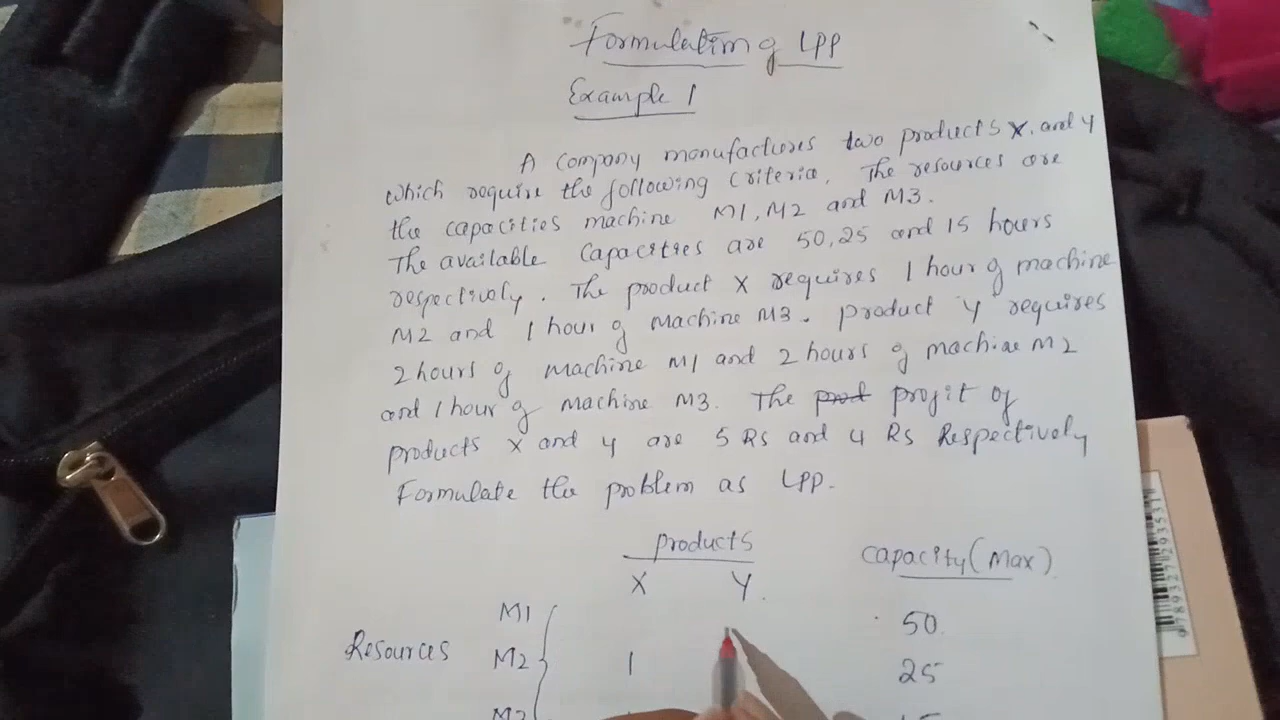 Formulating of LPP
Example 1
A company manufactures two products X, and Y
which require the following criteria. The resources are
the capacities machine M1, M2 and M3.
The available capacities are 50, 25 and 15 hours
respectively. The product X requires 1 hour of machine
M2 and 1 hour of machine M3. product Y requires
2 hours of machine M1 and 2 hours of machine M2
and 1 hour of machine M3. The prod profit of
products X and Y are 5 Rs and 4 Rs Respectively
Formulate the problem as LPP.
products
capacity (Max)
X Y
M1 50
Resources M2 1 25
M3 15
9789327293531